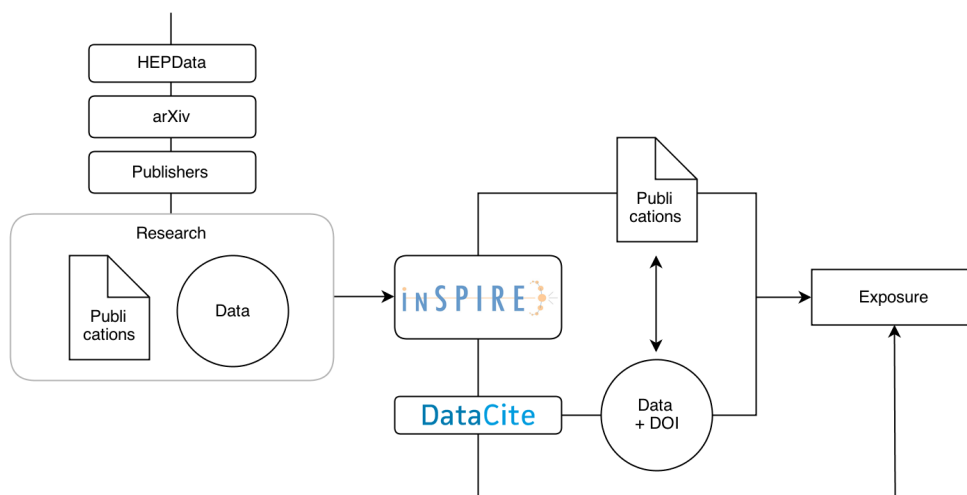 HEPData
arXiv
Publishers
Research
Publi
cations
Data
inSPIRE
DataCite
Publi
cations
Data
+ DOI
Exposure